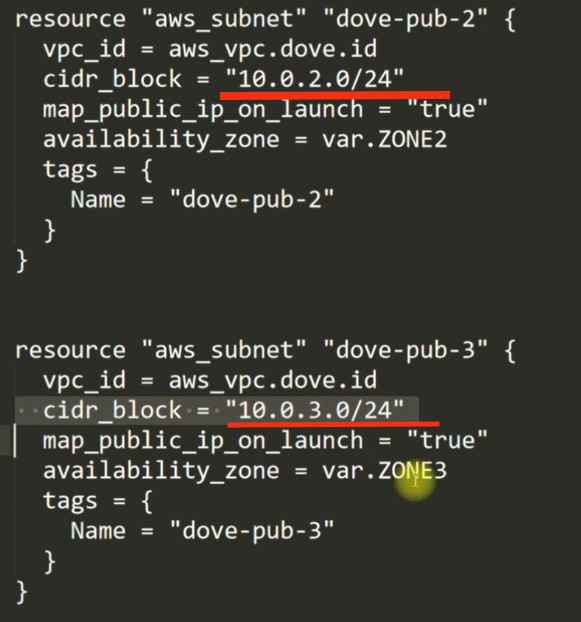 resource "aws_subnet" "dove-pub-2" {
  vpc_id = aws_vpc.dove.id
  cidr_block = "10.0.2.0/24"
  map_public_ip_on_launch = "true"
  availability_zone = var.ZONE2
  tags = {
    Name = "dove-pub-2"
  }
}
resource "aws_subnet" "dove-pub-3" {
  vpc_id = aws_vpc.dove.id
  cidr_block = "10.0.3.0/24"
  map_public_ip_on_launch = "true"
  availability_zone = var.ZONE3
  tags = {
    Name = "dove-pub-3"
  }
}